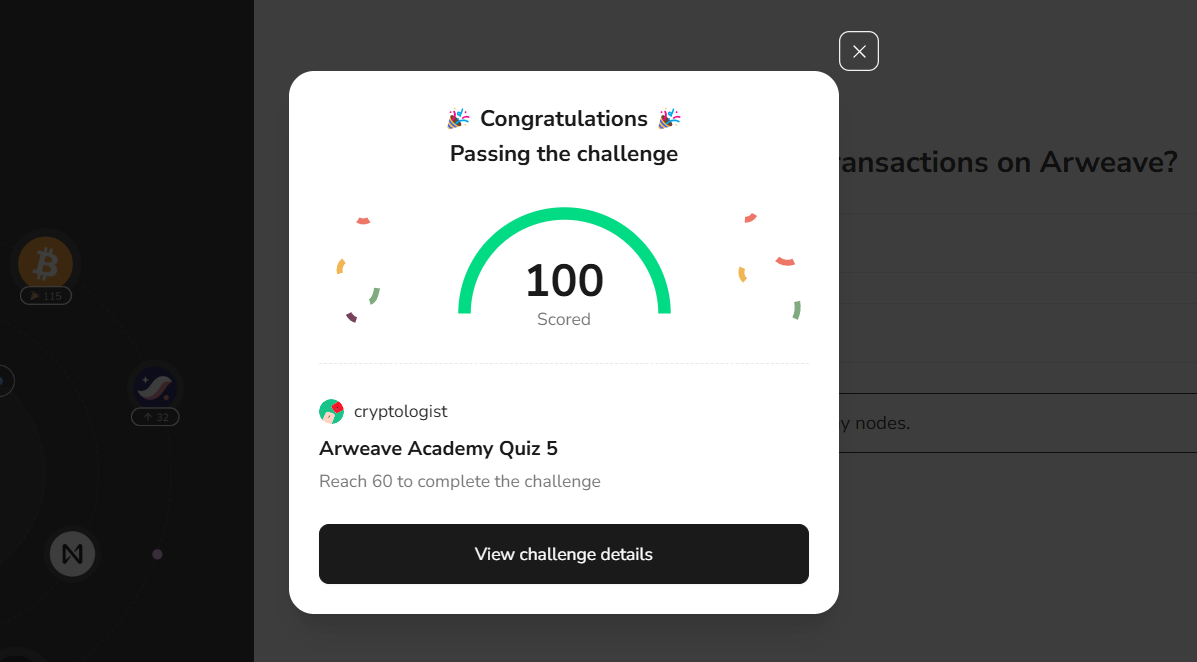 Congratulations
Passing the challenge
ransactions on Arweave?
100
Scored
115
32
cryptologist
y nodes.
Arweave Academy Quiz 5
Reach 60 to complete the challenge
View challenge details